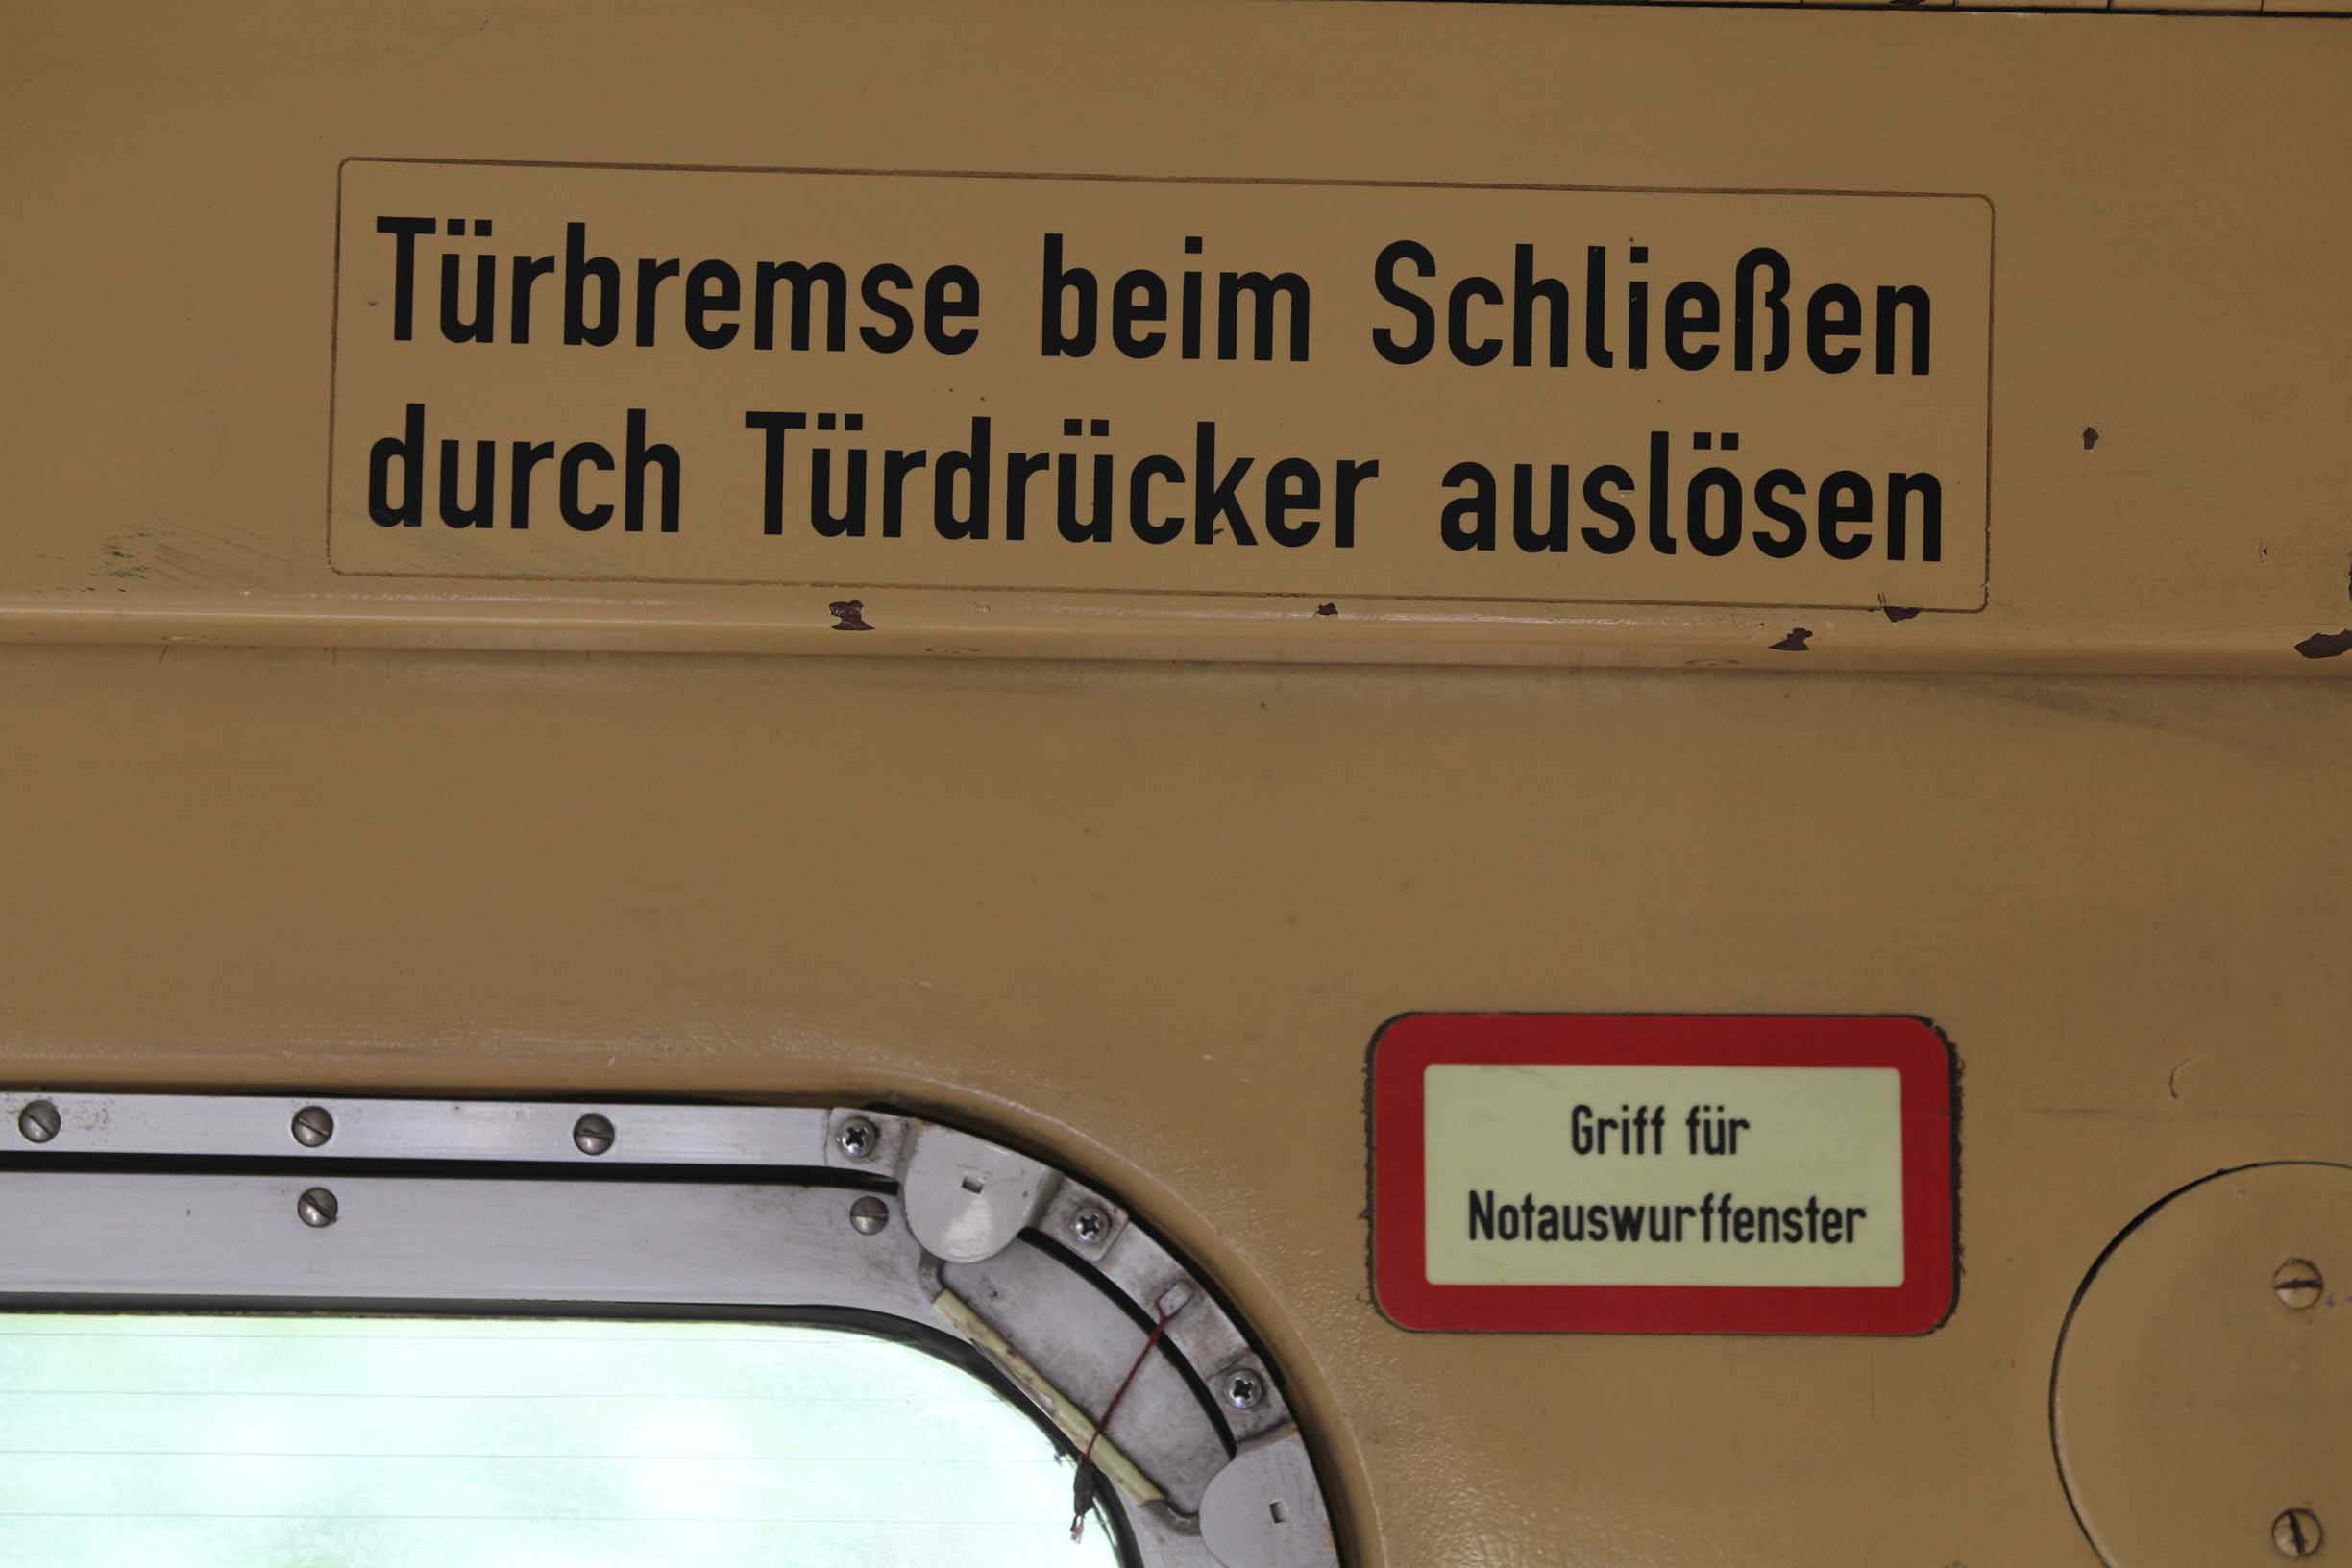 Türbremse beim Schließen
durch Türdrücker auslösen
Griff für
Notauswurffenster